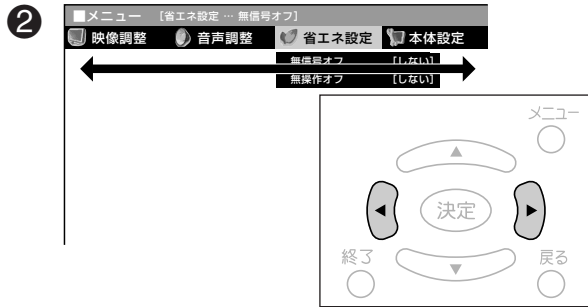 ❷
■メニュー [省エネ設定 … 無信号オフ]
映像調整 音声調整 省エネ設定 本体設定
無信号オフ [しない]
無操作オフ [しない]
メニュー
▲
◀ 決定 ▶
終了 ▼ 戻る